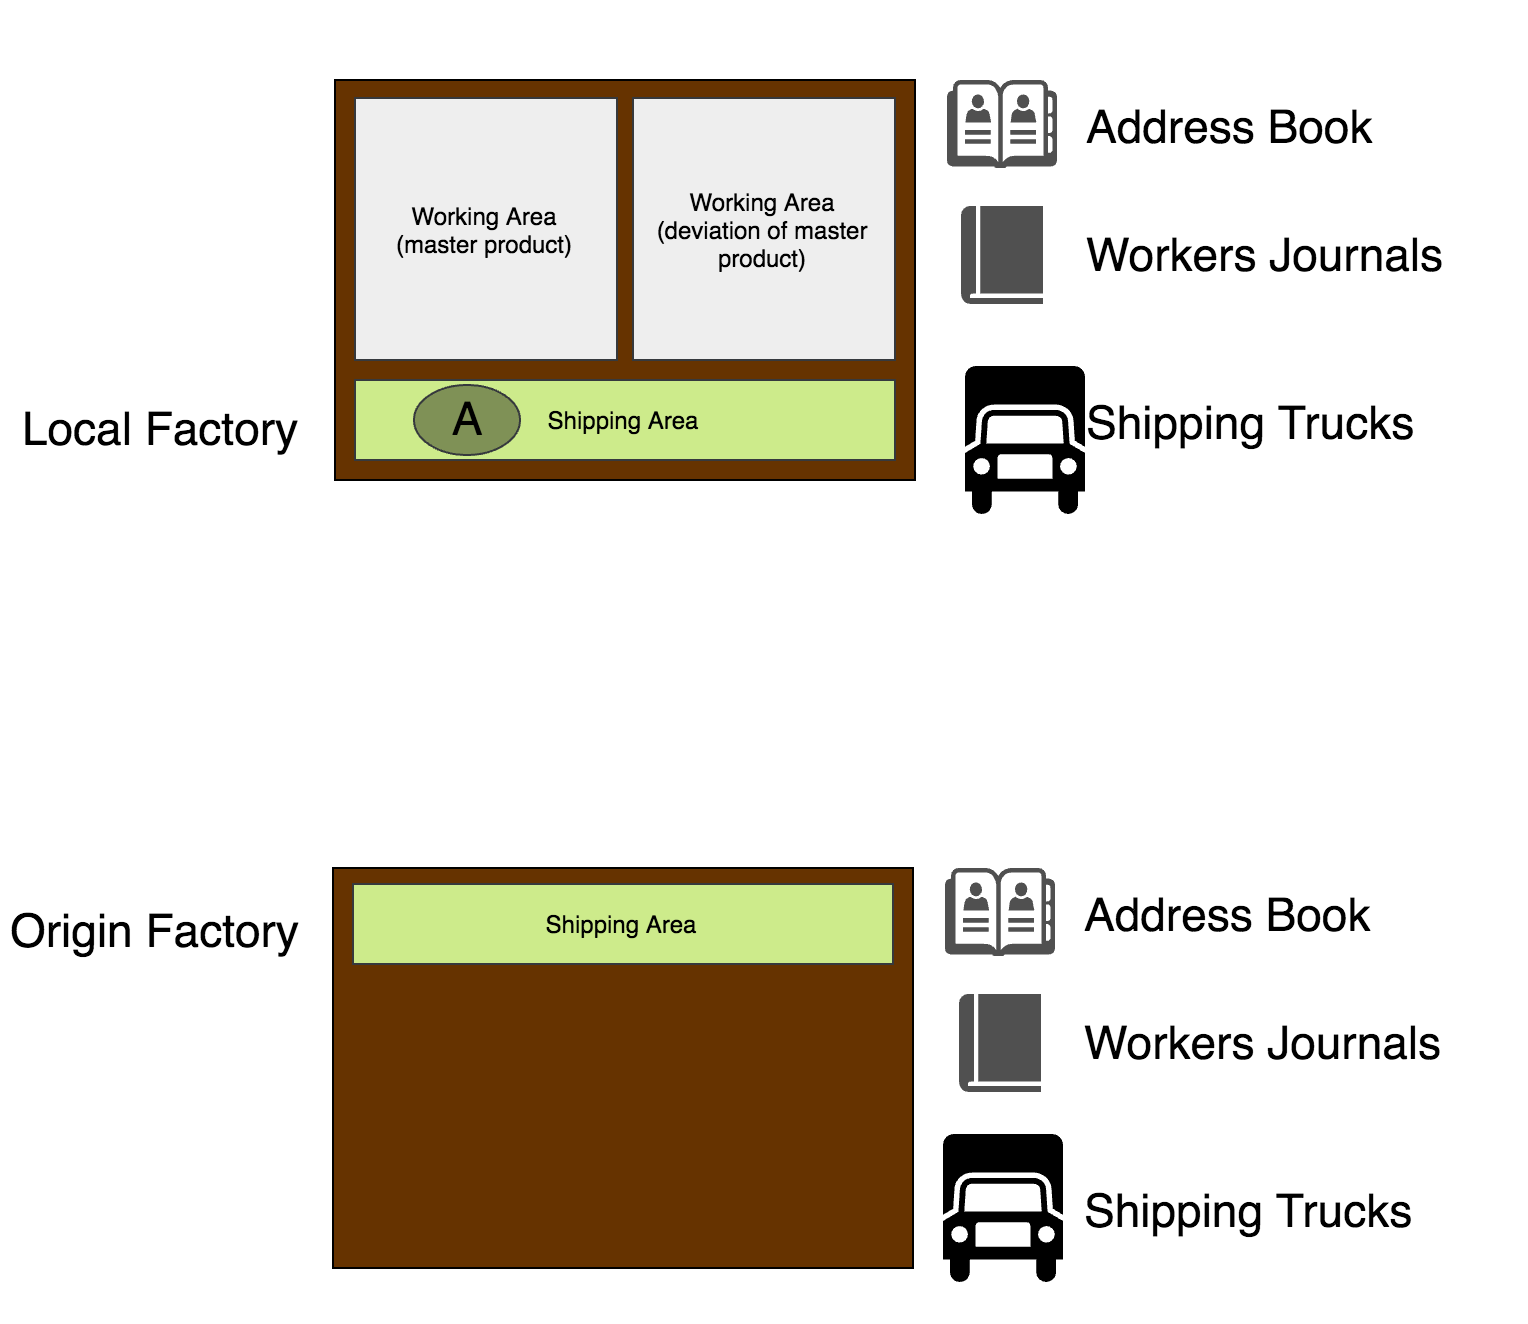 Address Book
Working Area
(master product)
Working Area
(deviation of master
product)
Workers Journals
Local Factory
A
Shipping Area
Shipping Trucks
Origin Factory
Shipping Area
Address Book
Workers Journals
Shipping Trucks